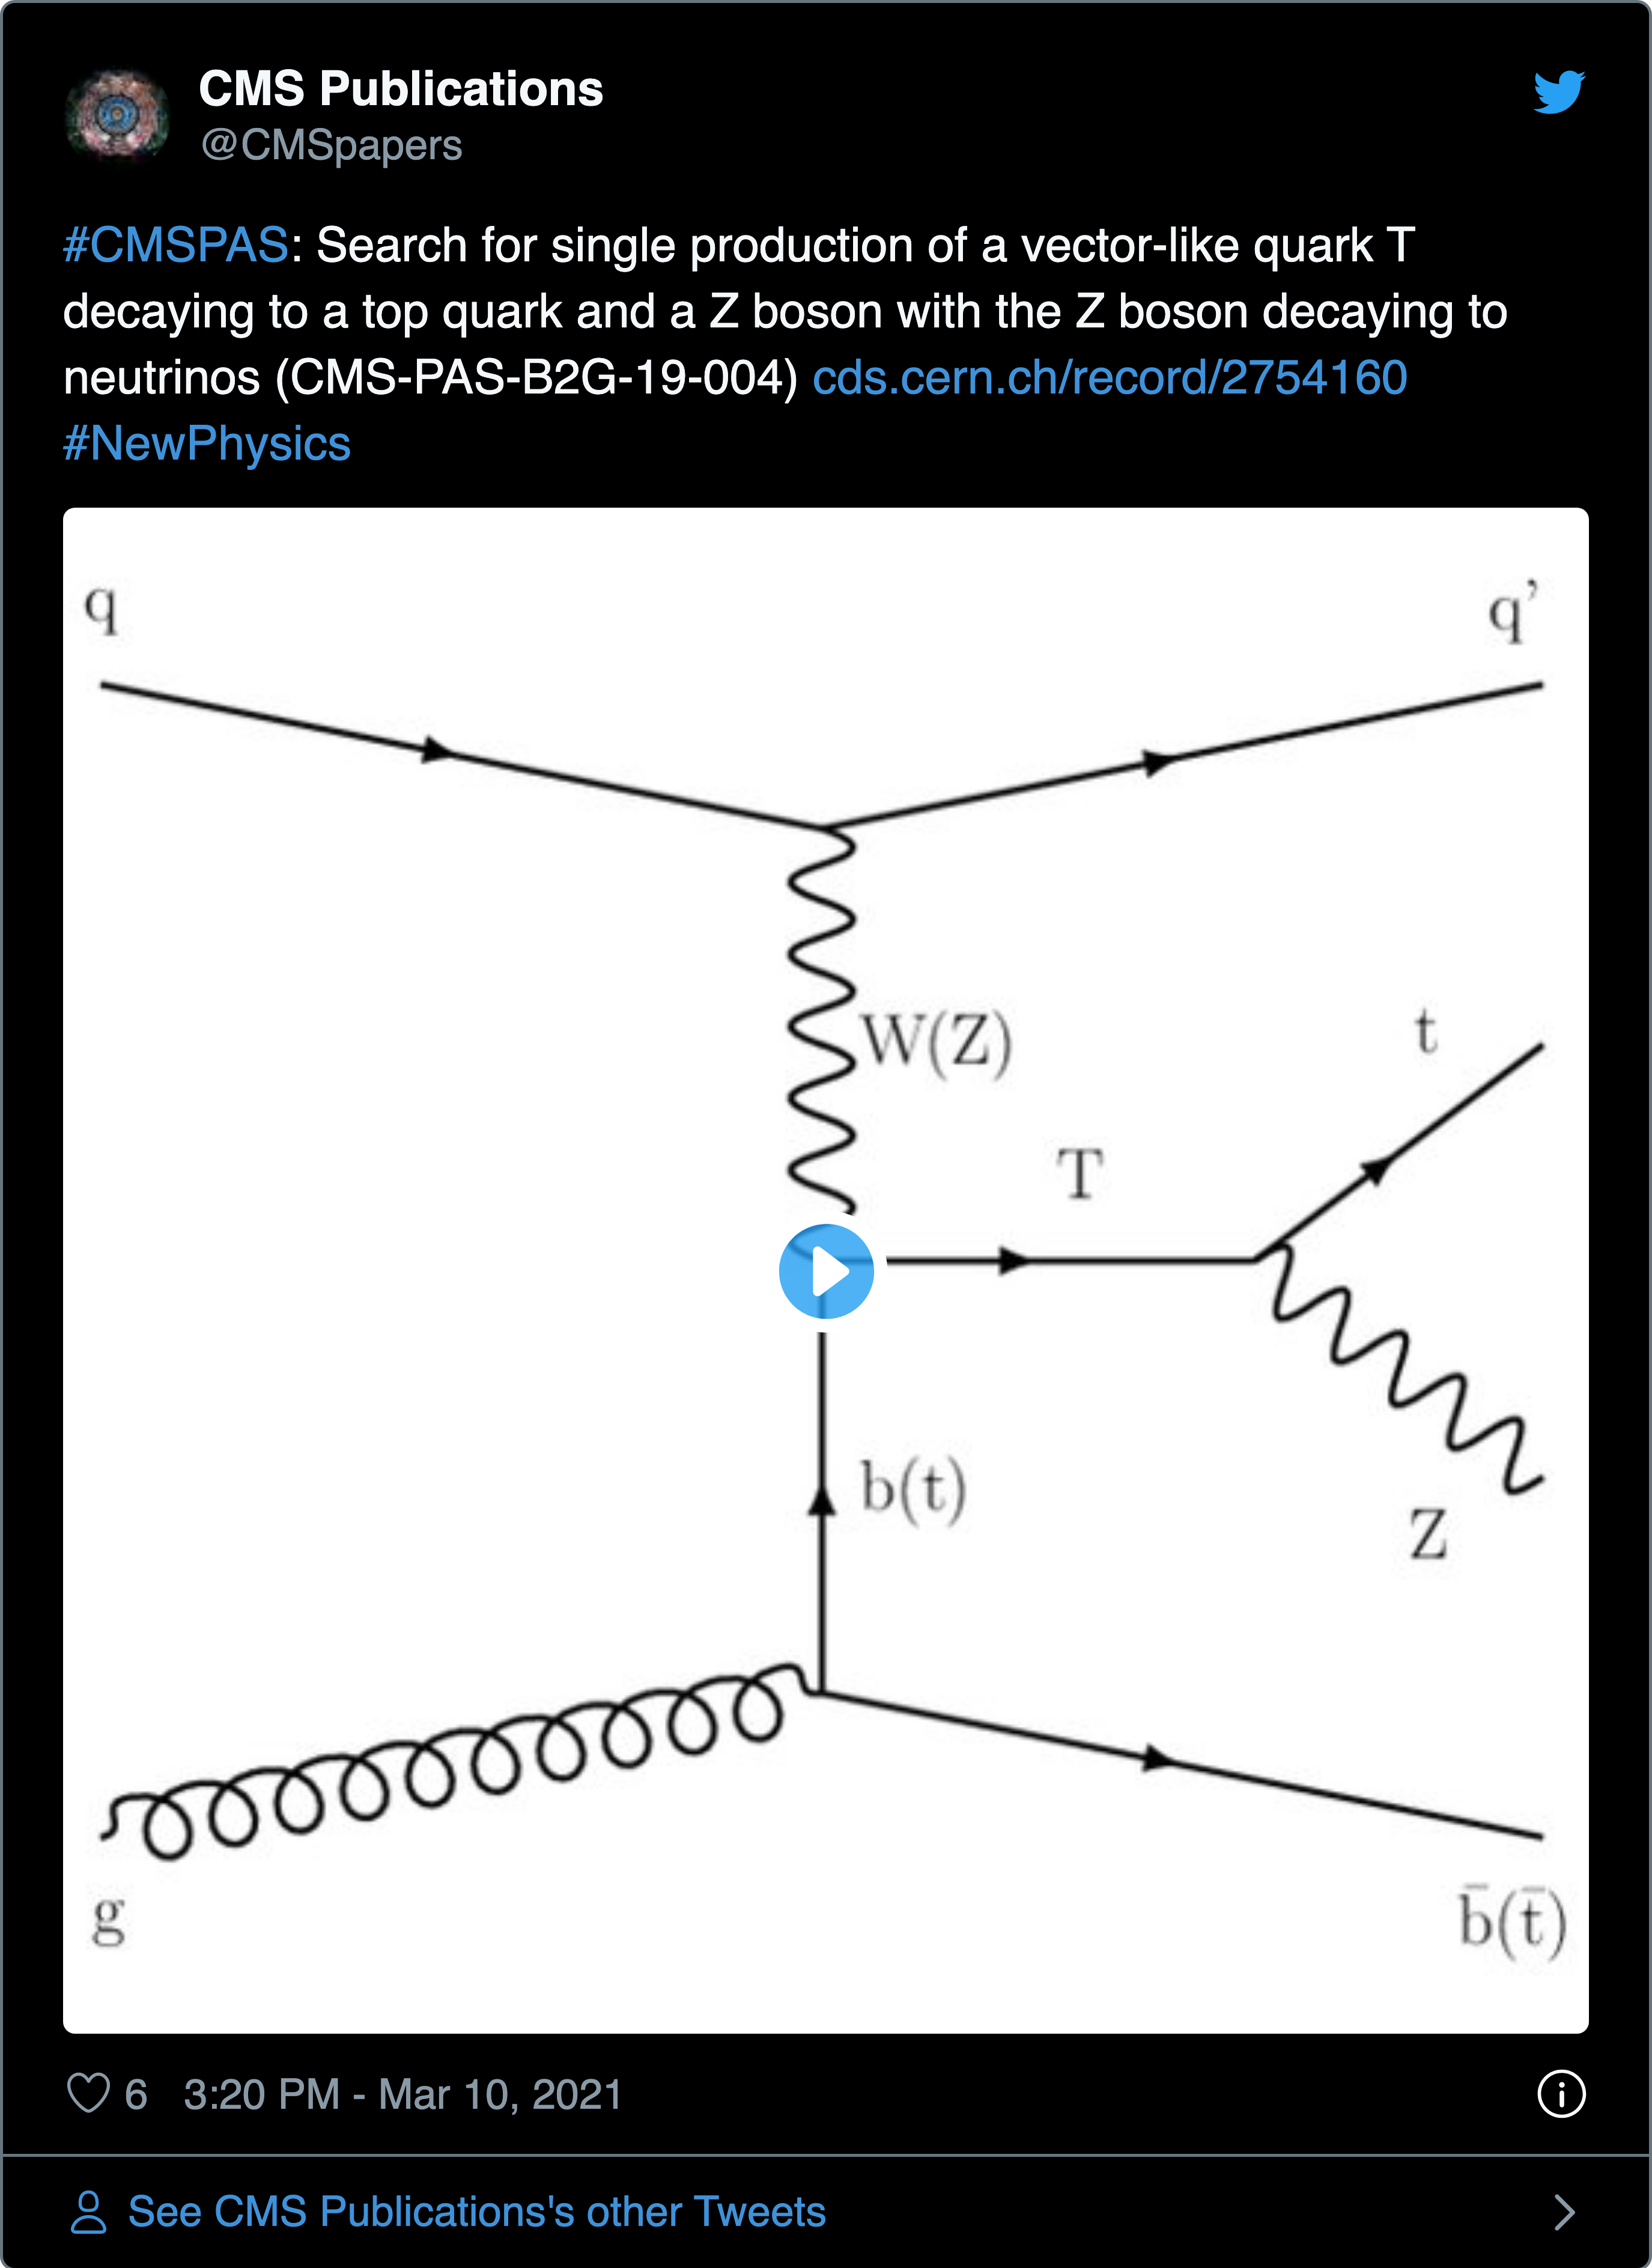 CMS Publications
@CMSpapers
#CMSPAS: Search for single production of a vector-like quark T
decaying to a top quark and a Z boson with the Z boson decaying to
neutrinos (CMS-PAS-B2G-19-004) cds.cern.ch/record/2754160
#NewPhysics
q
q’
W(Z)
t
T
b(t)
Z
g
b̄(t̄)
6 3:20 PM - Mar 10, 2021
See CMS Publications's other Tweets